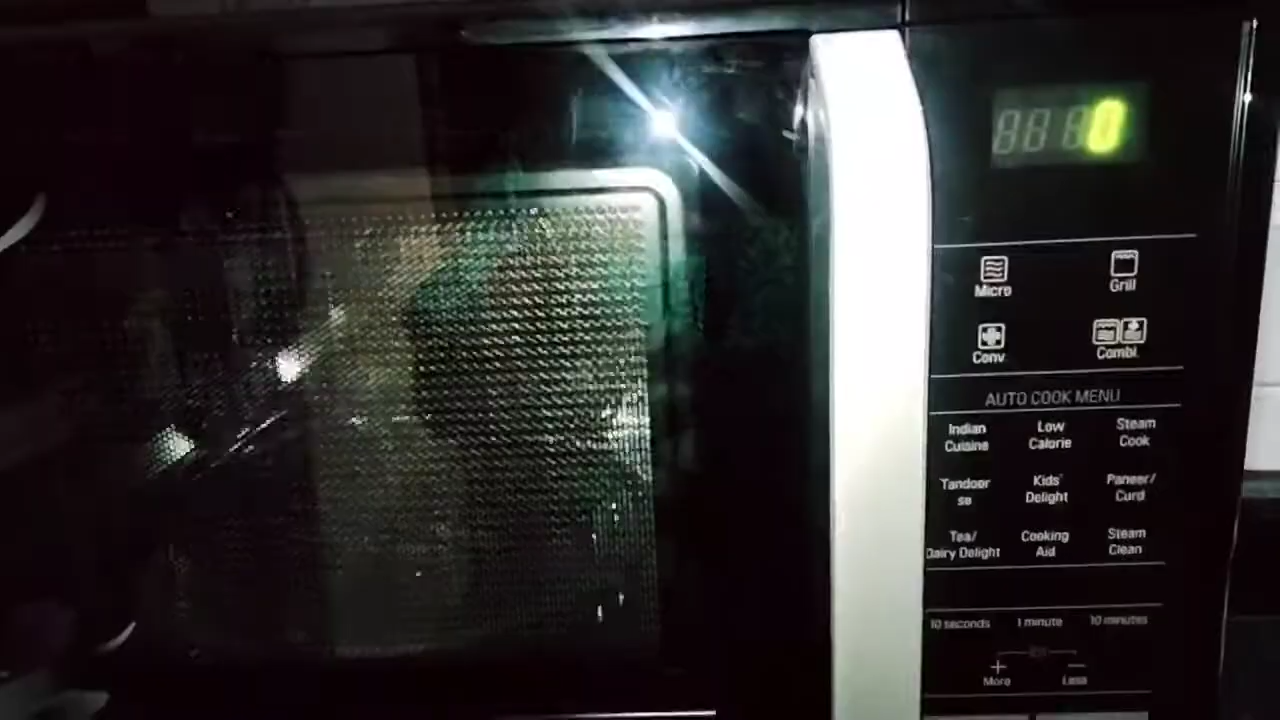 0
Micro
Grill
Conv
Combi.
AUTO COOK MENU
Indian
Cuisine
Low
Calorie
Steam
Cook
Tandoor
se
Kids'
Delight
Paneer/
Curd
Tea/
Dairy Delight
Cooking
Aid
Steam
Clean
10 seconds
1 minute
10 minutes
+
More
−
Less